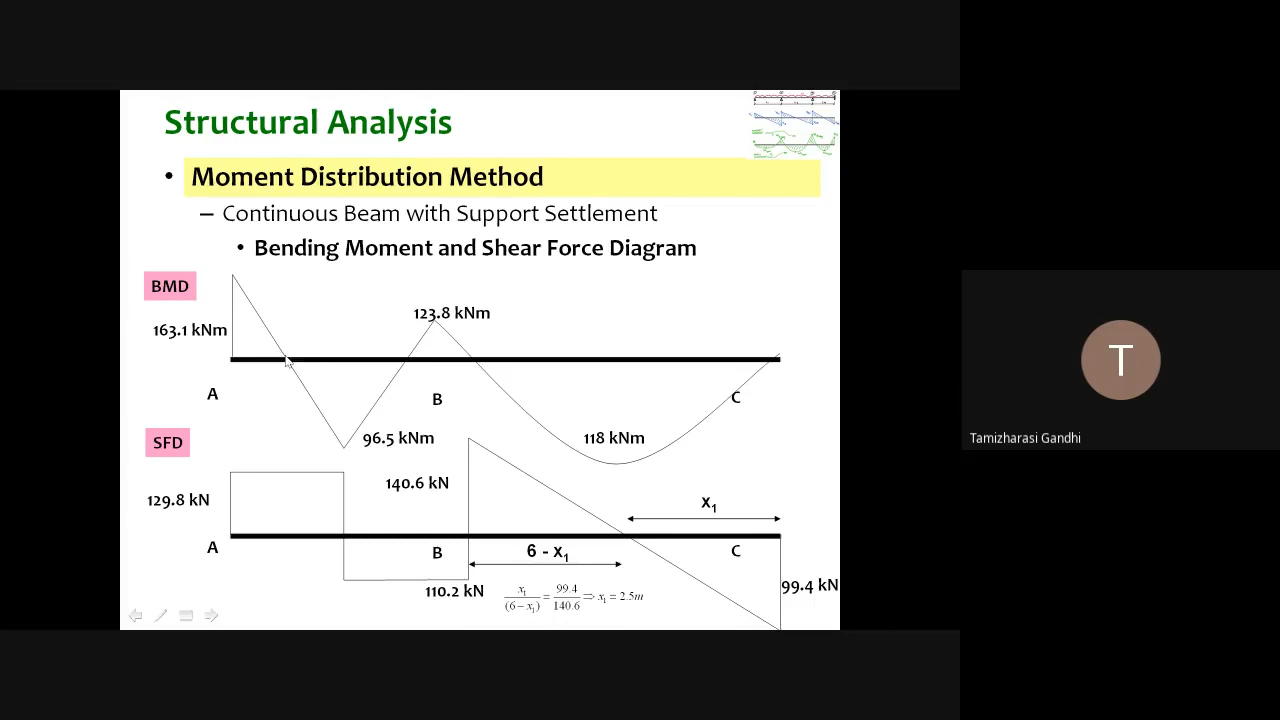 Structural Analysis
• Moment Distribution Method
– Continuous Beam with Support Settlement
• Bending Moment and Shear Force Diagram
BMD
163.1 kNm
123.8 kNm
A
B
C
96.5 kNm
118 kNm
SFD
129.8 kN
140.6 kN
x1
A
B
6 - x1
C
110.2 kN
x1/(6-x1) = 99.4/140.6 ⇒ x1 = 2.5m
99.4 kN
T
Tamizharasi Gandhi